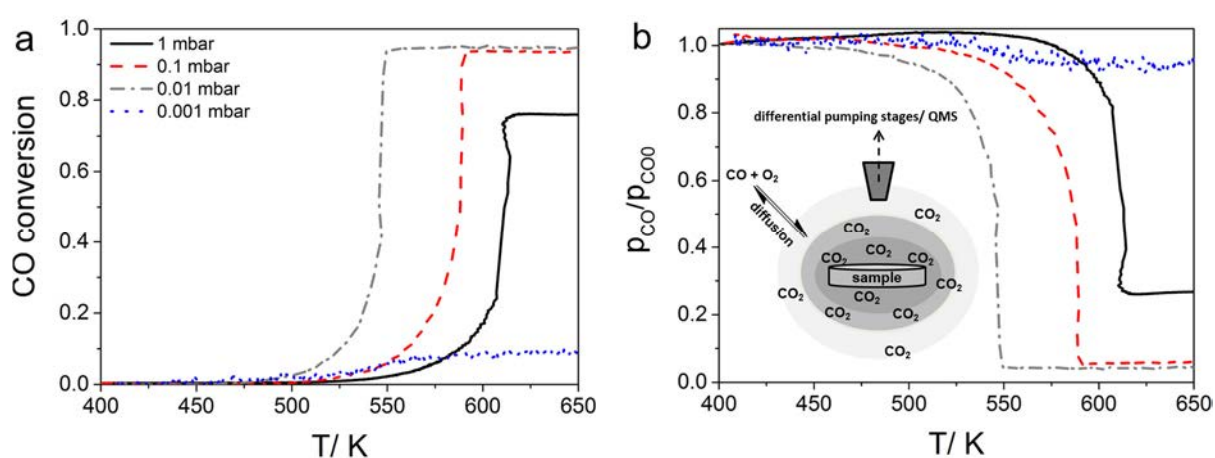 a
1 mbar
0.1 mbar
0.01 mbar
0.001 mbar
CO conversion
1.0
0.8
0.6
0.4
0.2
0.0
400
450
500
550
600
650
T/ K
b
differential pumping stages/ QMS
CO + O₂
diffusion
CO₂
CO₂
CO₂
CO₂
CO₂
sample
CO₂
CO₂
CO₂
CO₂
CO₂
CO₂
p_CO/p_CO0
1.0
0.8
0.6
0.4
0.2
0.0
400
450
500
550
600
650
T/ K